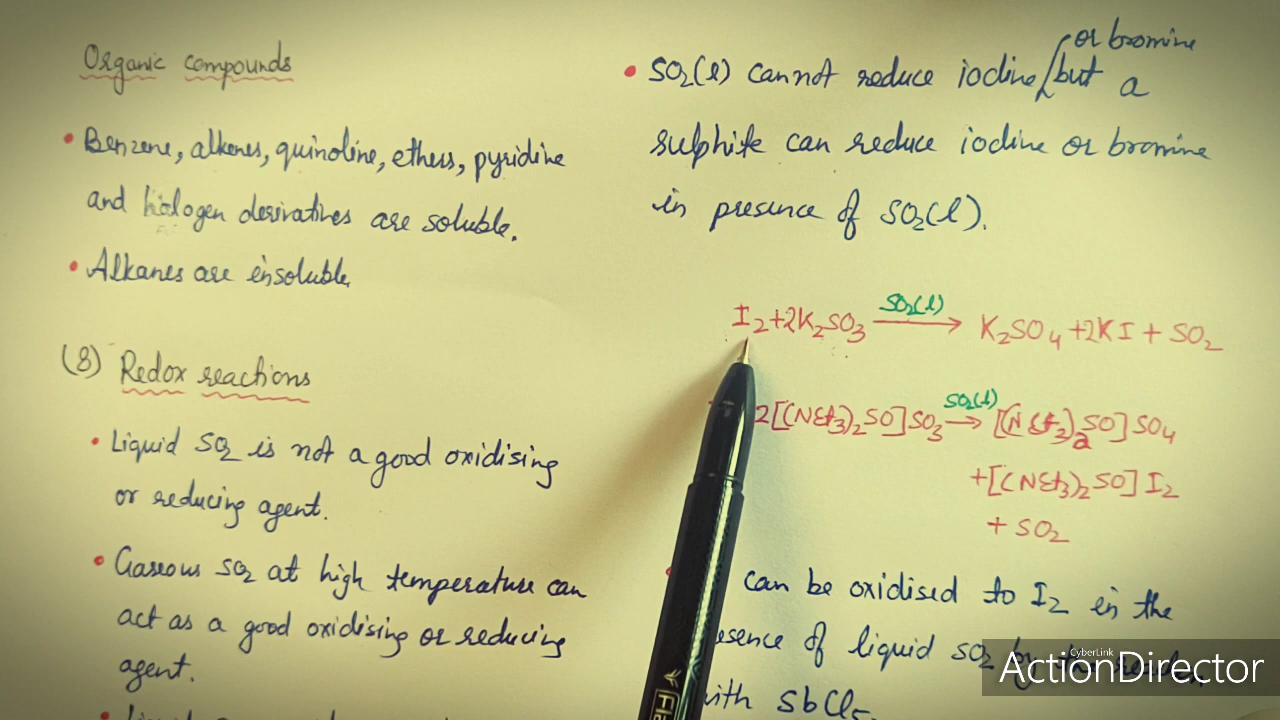 Organic compounds
• Benzene, alkenes, quinoline, ethers, pyridine
and halogen derivatives are soluble.
• Alkanes are insoluble.
(8) Redox reactions
• Liquid SO2 is not a good oxidising
or reducing agent.
• Gaseous SO2 at high temperature can
act as a good oxidising or reducing
agent.
or bromine
• SO2(l) cannot reduce iodine, but a
sulphite can reduce iodine or bromine
in presence of SO2(l).
SO2(l)
I2+2K2SO3 → K2SO4 +2KI + SO2
SO2(l)
2[(NEt3)2SO]SO3 → [(NEt3)2SO]SO4
+[(NEt3)2SO]I2
+ SO2
can be oxidised to I2 in the
of liquid SO2
with SbCl5.
CyberLink
ActionDirector
Fla